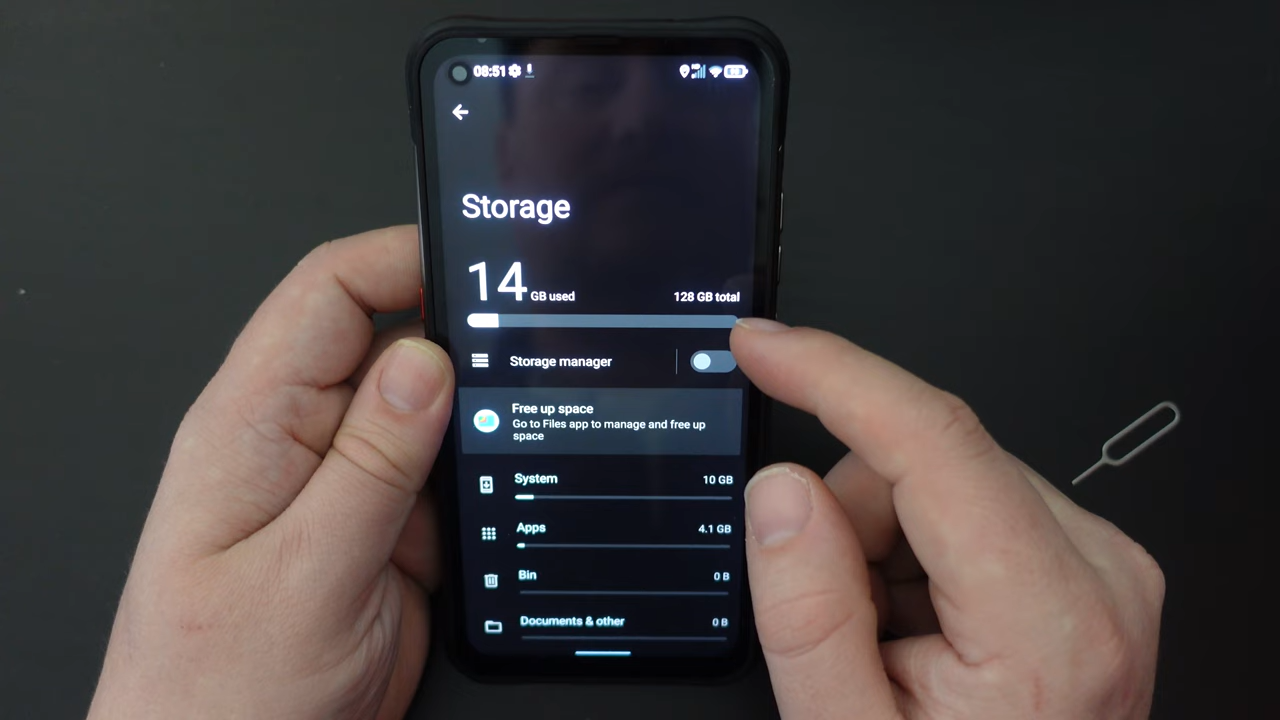 08:51
Storage
14 GB used 128 GB total
Storage manager
Free up space
Go to Files app to manage and free up
space
System 10 GB
Apps 4.1 GB
Bin 0 B
Documents & other 0 B